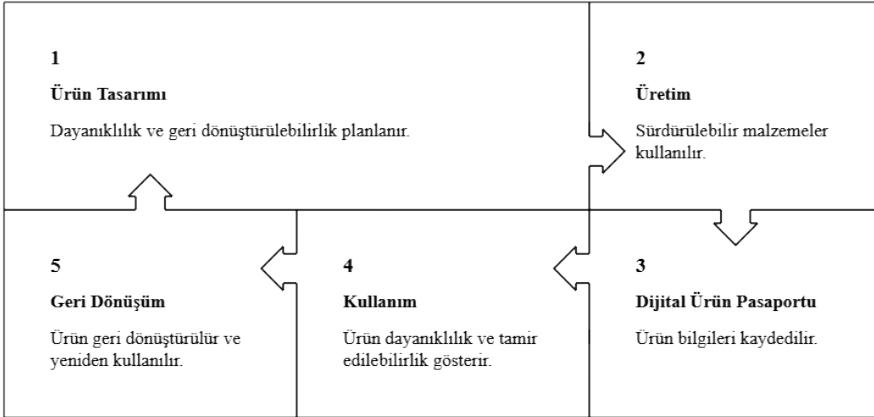 1
Ürün Tasarımı
Dayanıklılık ve geri dönüştürülebilirlik planlanır.
2
Üretim
Sürdürülebilir malzemeler
kullanılır.
3
Dijital Ürün Pasaportu
Ürün bilgileri kaydedilir.
4
Kullanım
Ürün dayanıklılık ve tamir
edilebilirlik gösterir.
5
Geri Dönüşüm
Ürün geri dönüştürülür ve
yeniden kullanılır.